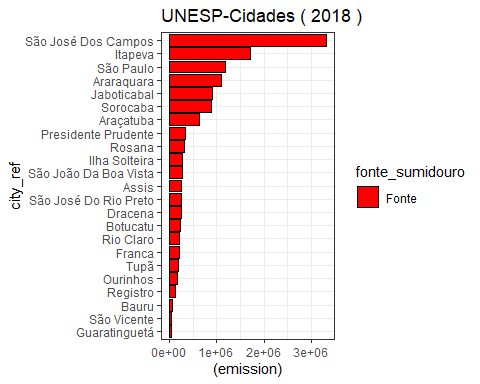 UNESP-Cidades ( 2018 )
São José Dos Campos
Itapeva
São Paulo
Araraquara
Jaboticabal
Sorocaba
Araçatuba
Presidente Prudente
Rosana
Ilha Solteira
São João Da Boa Vista
Assis
São José Do Rio Preto
Dracena
Botucatu
Rio Claro
Franca
Tupã
Ourinhos
Registro
Bauru
São Vicente
Guaratinguetá
city_ref
0e+00 1e+06 2e+06 3e+06
(emission)
fonte_sumidouro
Fonte